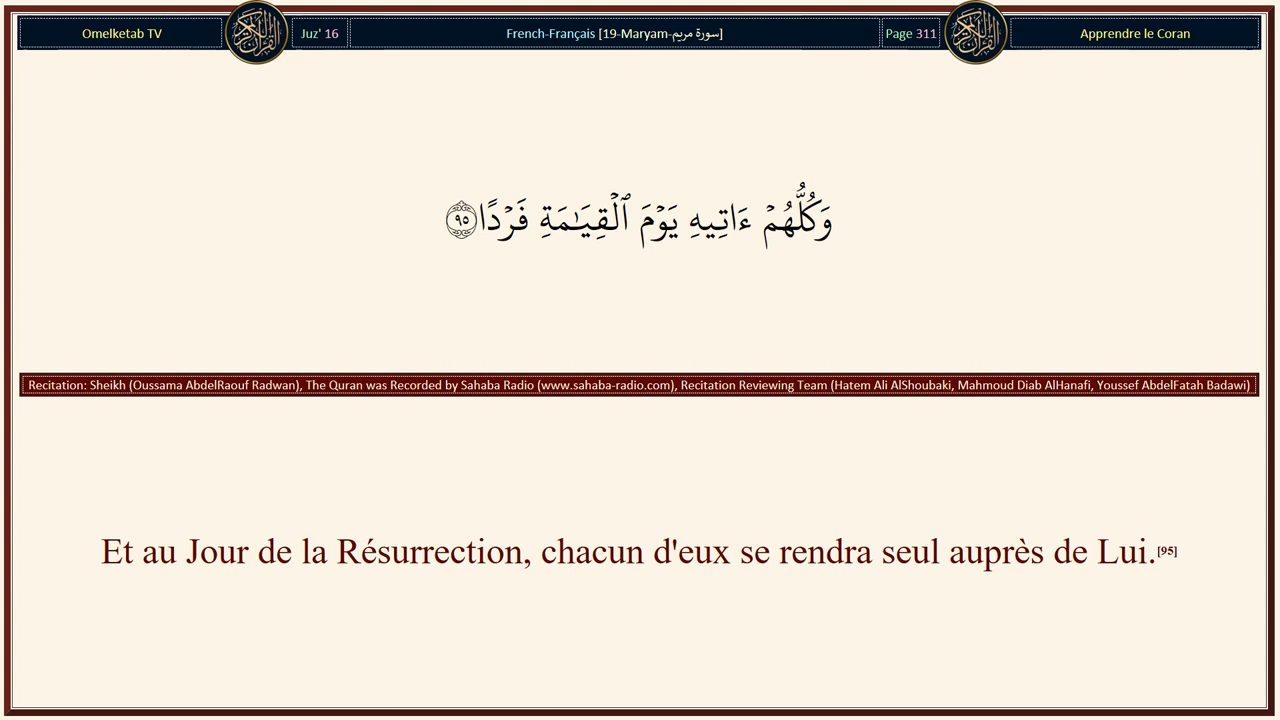 Omelketab TV
Juz' 16
French-Français [19-Maryam-سورة مريم]
Page 311
Apprendre le Coran
وَكُلُّهُمۡ ءَاتِيهِ يَوۡمَ ٱلۡقِيَٰمَةِ فَرۡدًا ٩٥
Recitation: Sheikh (Oussama AbdelRaouf Radwan), The Quran was Recorded by Sahaba Radio (www.sahaba-radio.com), Recitation Reviewing Team (Hatem Ali AlShoubaki, Mahmoud Diab AlHanafi, Youssef AbdelFatah Badawi)
Et au Jour de la Résurrection, chacun d'eux se rendra seul auprès de Lui.[95]